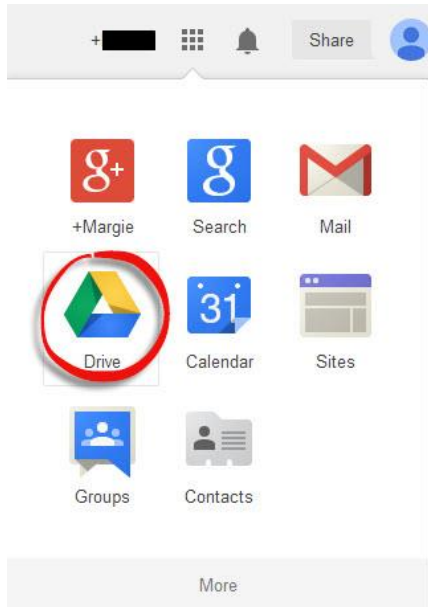 + Share
g+ g
+Margie Search Mail
31
Drive Calendar Sites
Groups Contacts
More